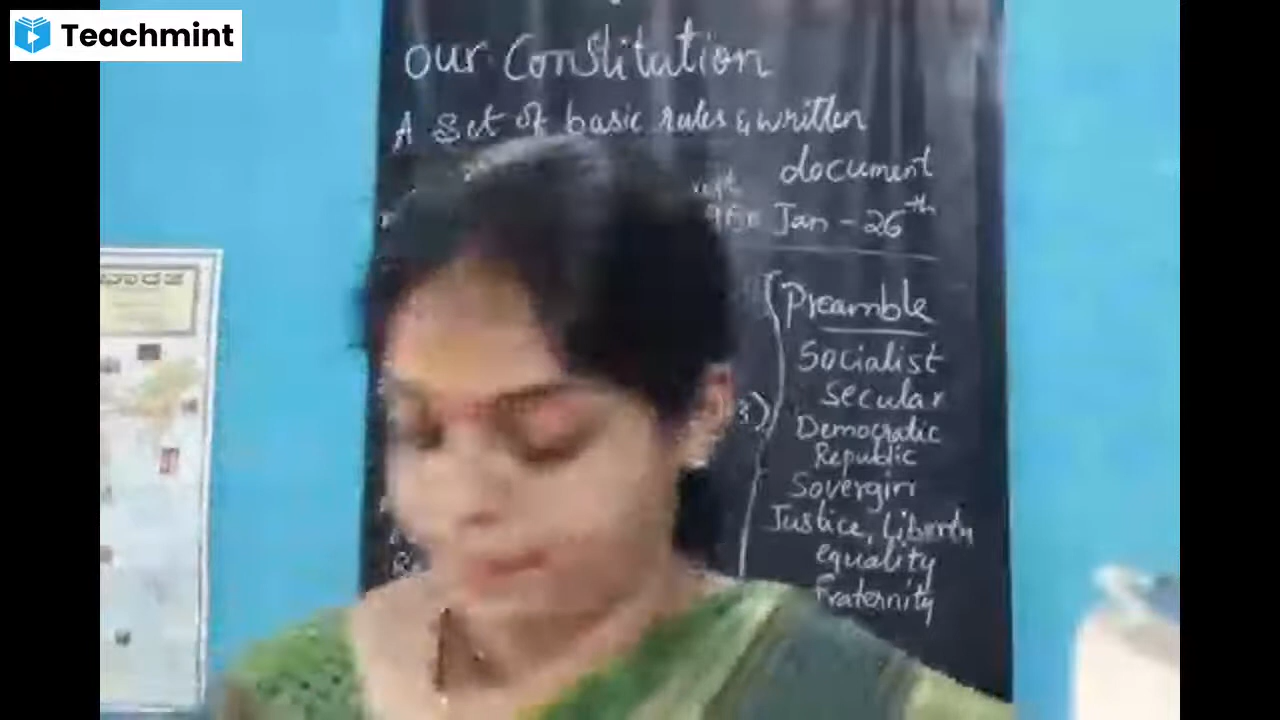 Teachmint
Our Constitution
A set of basic rules & written
document
Jan - 26th
Preamble
Socialist
Secular
3)
Democratic
Republic
Sovergin
Justice, Liberty
equality
Fraternity